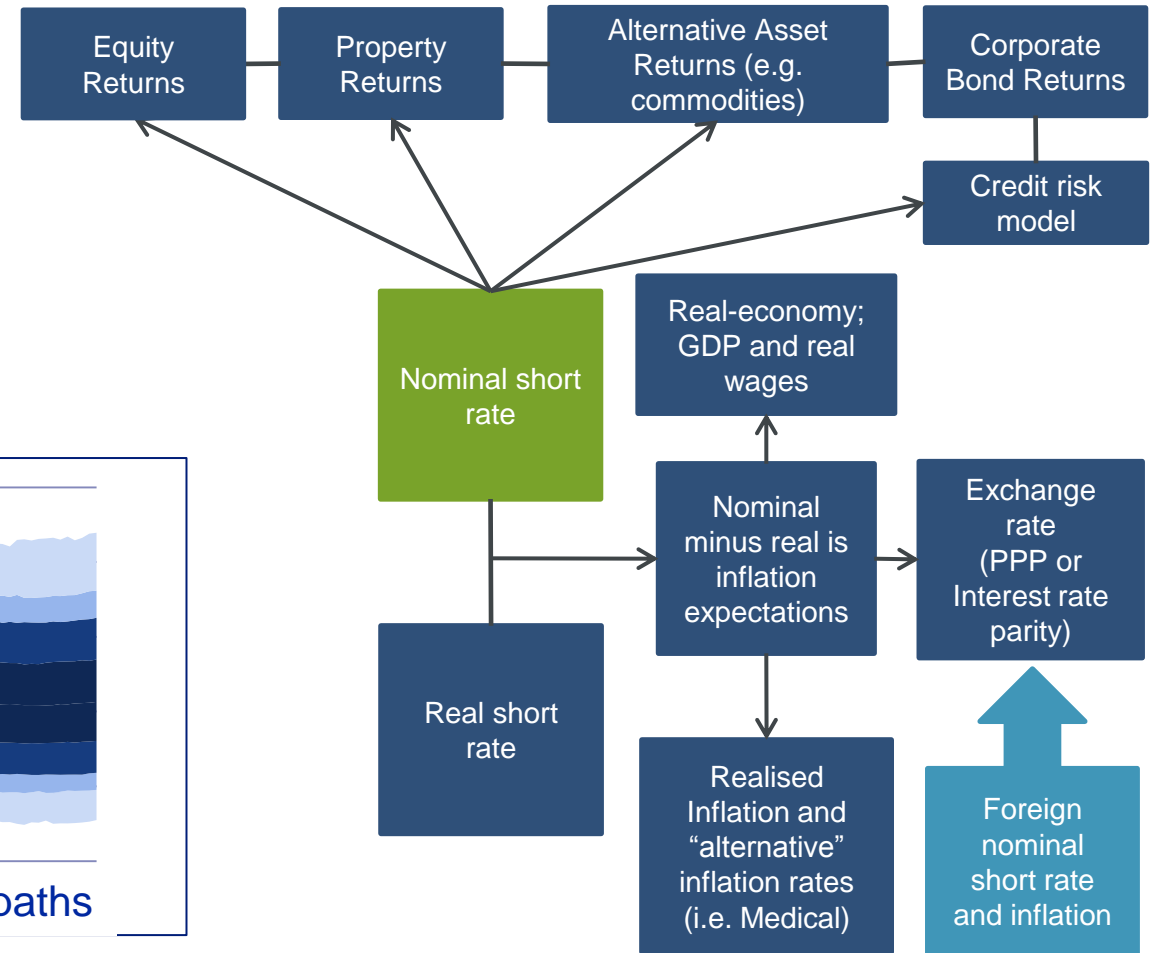 Equity
Returns
Property
Returns
Alternative Asset
Returns (e.g.
commodities)
Corporate
Bond Returns
Credit risk
model
Nominal short
rate
Real-economy;
GDP and real
wages
Nominal
minus real is
inflation
expectations
Exchange
rate
(PPP or
Interest rate
parity)
Real short
rate
Realised
Inflation and
“alternative”
inflation rates
(i.e. Medical)
Foreign
nominal
short rate
and inflation